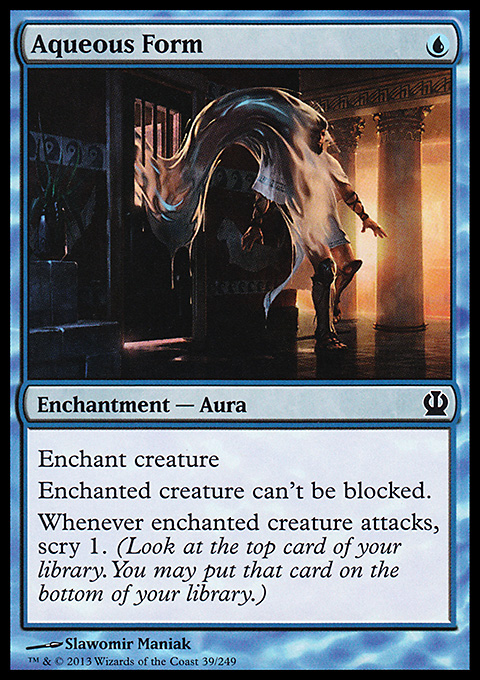 Aqueous Form
Enchantment — Aura
Enchant creature
Enchanted creature can't be blocked.
Whenever enchanted creature attacks,
scry 1. (Look at the top card of your
library. You may put that card on the
bottom of your library.)
Slawomir Maniak
™ & © 2013 Wizards of the Coast 39/249